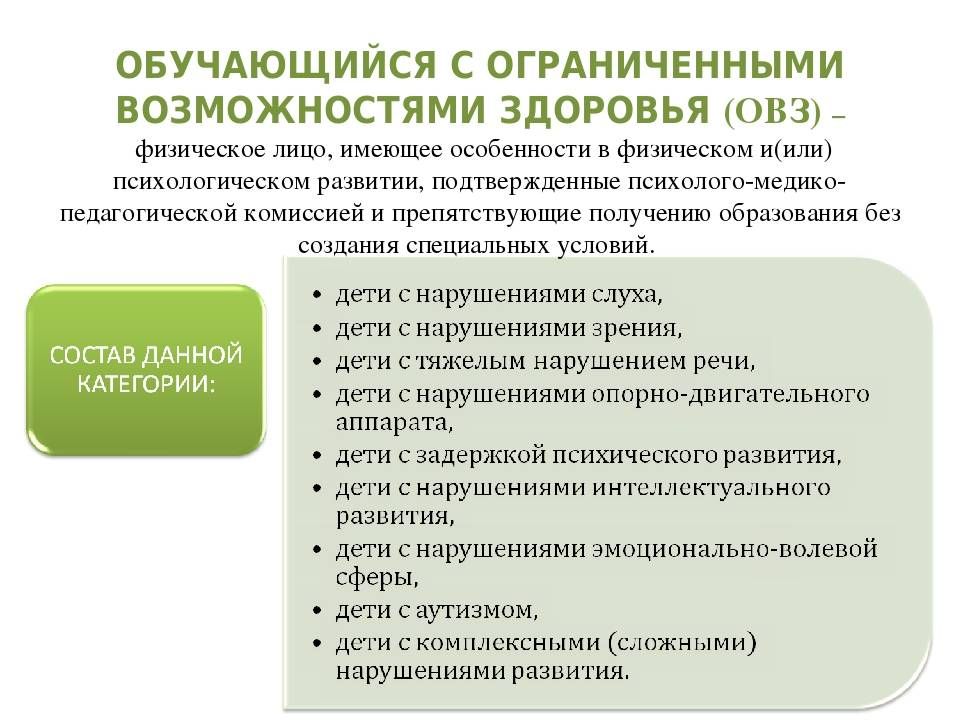 ОБУЧАЮЩИЙСЯ С ОГРАНИЧЕННЫМИ
ВОЗМОЖНОСТЯМИ ЗДОРОВЬЯ (ОВЗ) –
физическое лицо, имеющее особенности в физическом и(или)
психологическом развитии, подтвержденные психолого-медико-
педагогической комиссией и препятствующие получению образования без
создания специальных условий.
СОСТАВ ДАННОЙ
КАТЕГОРИИ:
• дети с нарушениями слуха,
• дети с нарушениями зрения,
• дети с тяжелым нарушением речи,
• дети с нарушениями опорно-двигательного
аппарата,
• дети с задержкой психического развития,
• дети с нарушениями интеллектуального
развития,
• дети с нарушениями эмоционально-волевой
сферы,
• дети с аутизмом,
• дети с комплексными (сложными)
нарушениями развития.